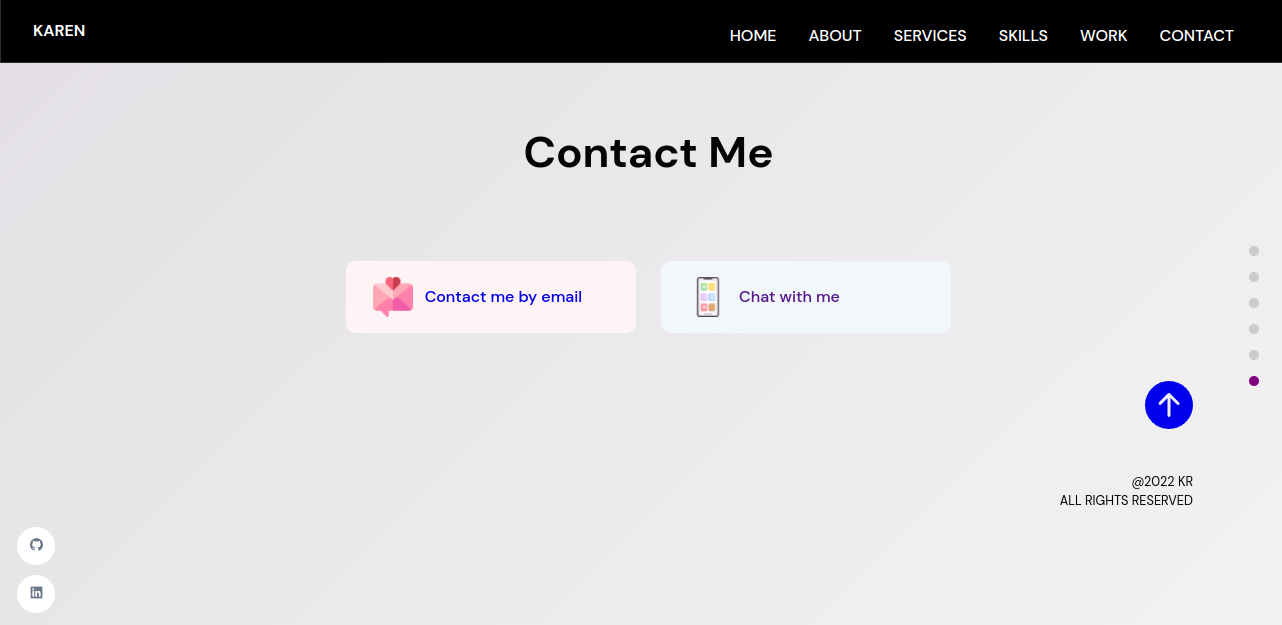 KAREN
HOME ABOUT SERVICES SKILLS WORK CONTACT
Contact Me
Contact me by email
Chat with me
@2022 KR
ALL RIGHTS RESERVED